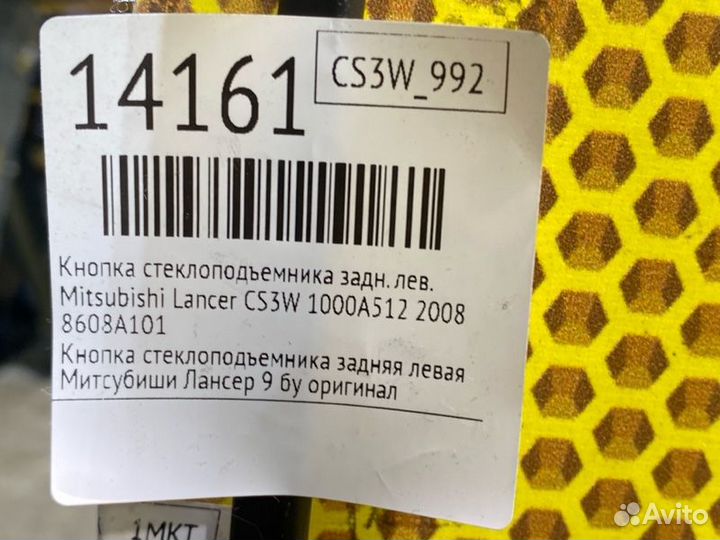 14161
CS3W_992
Кнопка стеклоподъемника задн. лев.
Mitsubishi Lancer CS3W 1000A512 2008
8608A101
Кнопка стеклоподъемника задняя левая
Митсубиши Лансер 9 бу оригинал
1МКТ
Avito